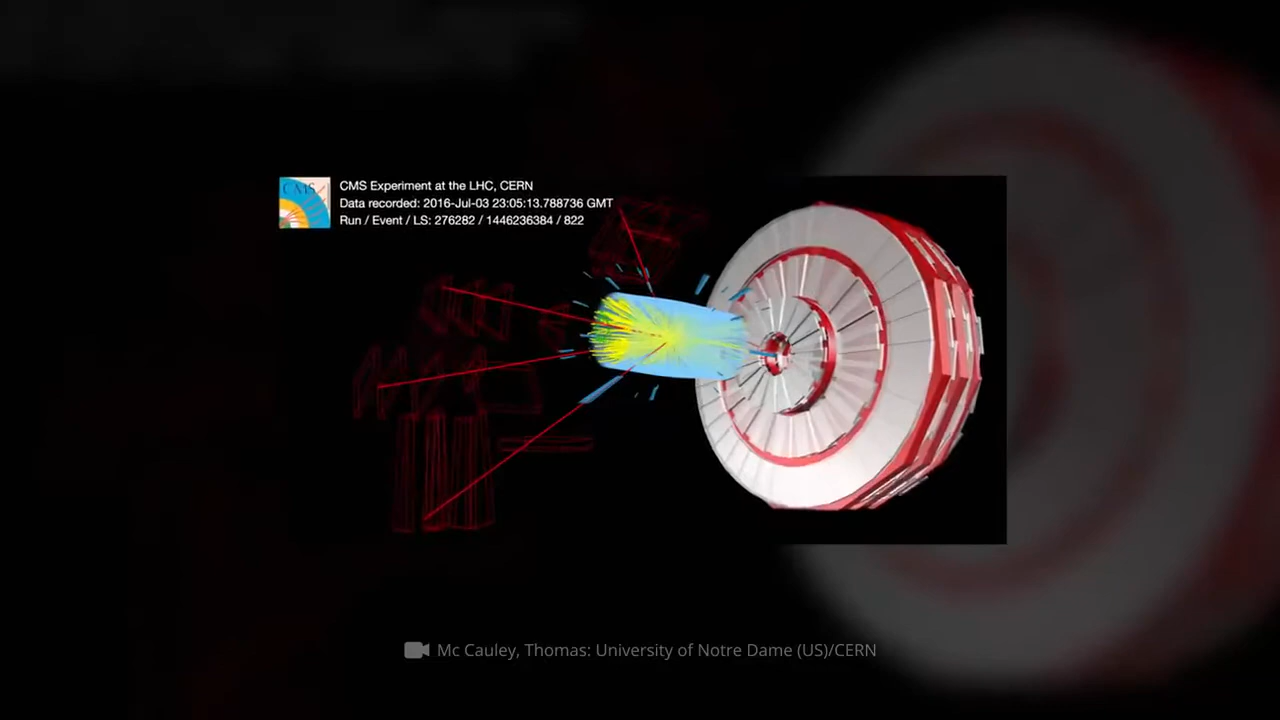 CMS
CMS Experiment at the LHC, CERN
Data recorded: 2016-Jul-03 23:05:13.788736 GMT
Run / Event / LS: 276282 / 1446236384 / 822
Mc Cauley, Thomas: University of Notre Dame (US)/CERN